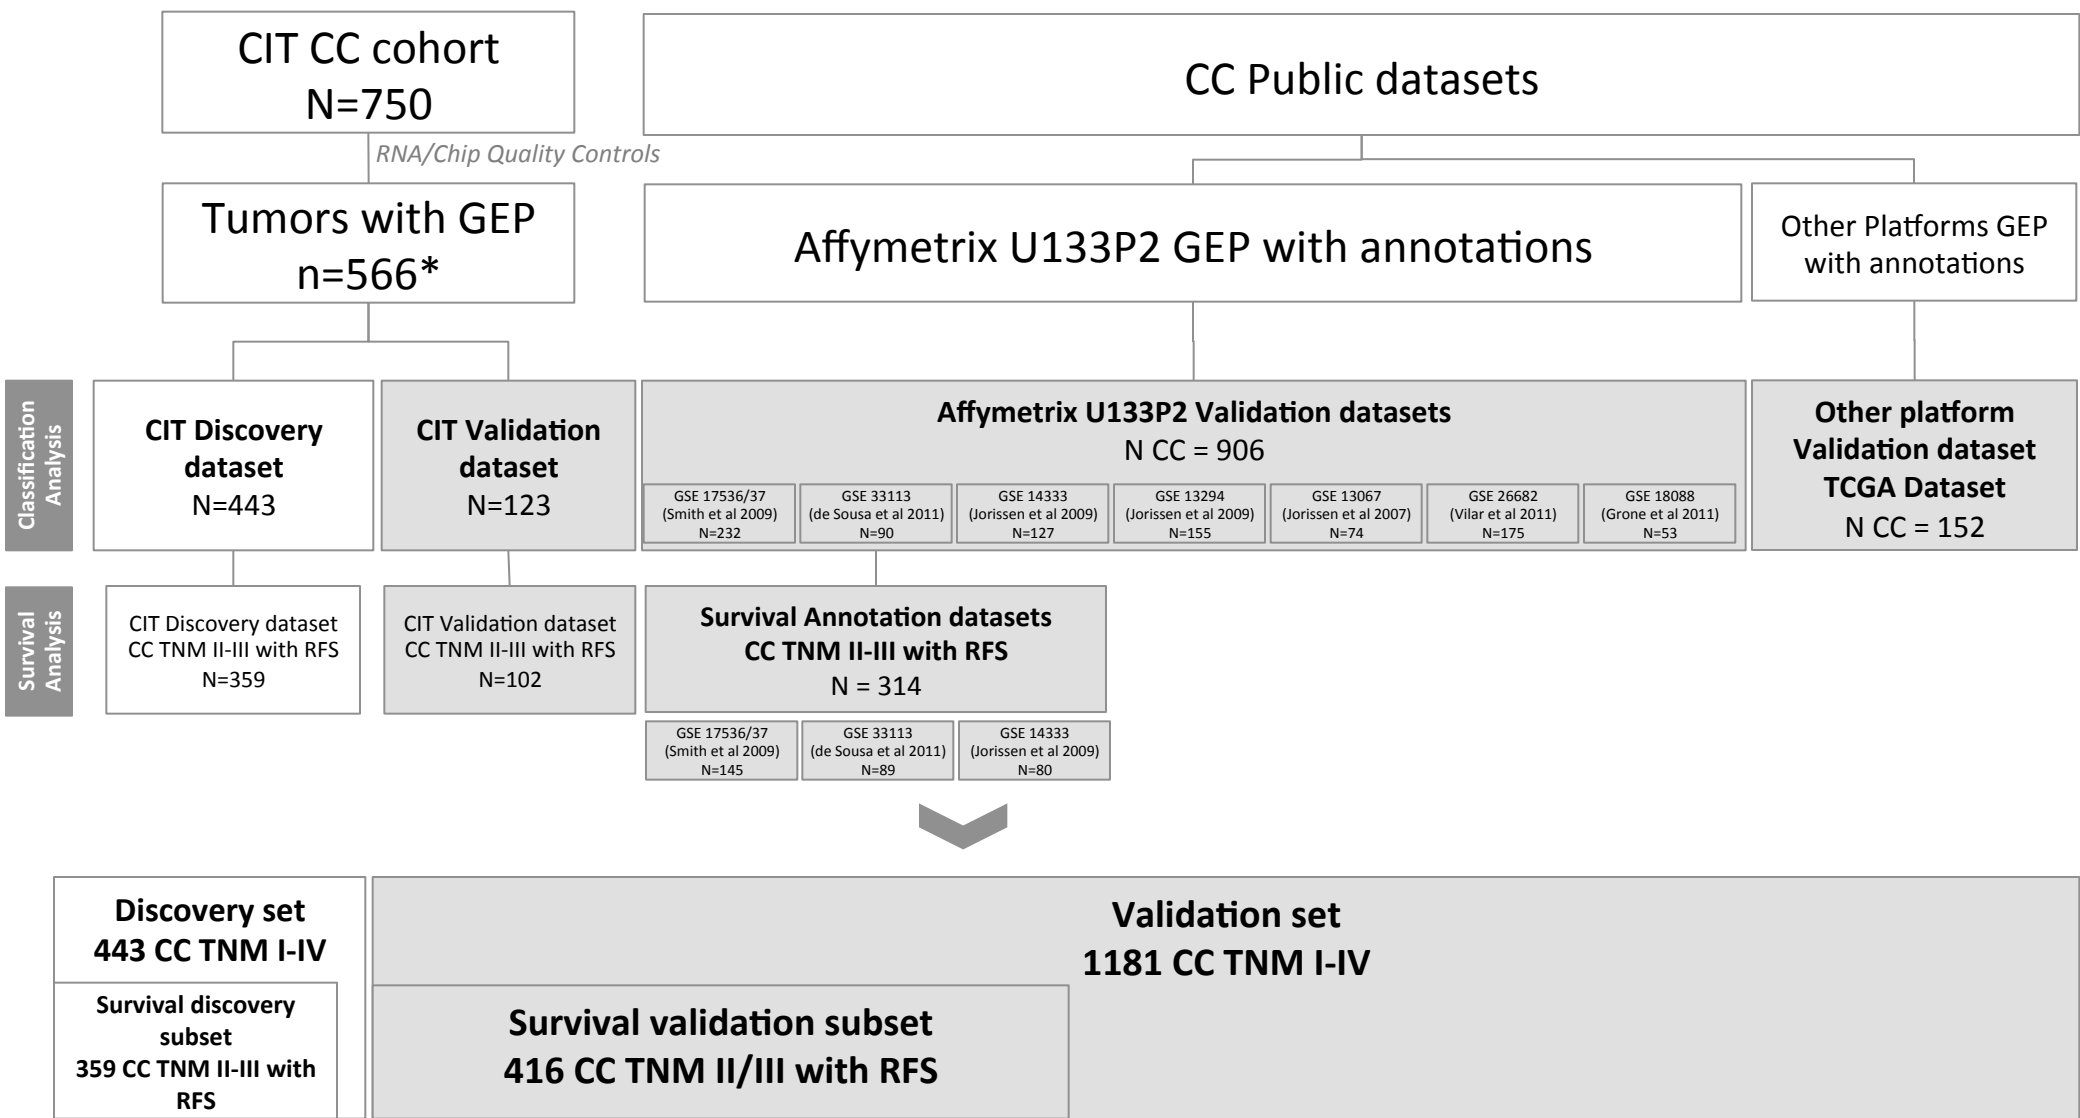 CIT CC cohort
N=750
CC Public datasets
RNA/Chip Quality Controls
Tumors with GEP
n=566*
Affymetrix U133P2 GEP with annotations
Other Platforms GEP
with annotations
Classification
Analysis
CIT Discovery
dataset
N=443
CIT Validation
dataset
N=123
Affymetrix U133P2 Validation datasets
N CC = 906
GSE 17536/37
(Smith et al 2009)
N=232
GSE 33113
(de Sousa et al 2011)
N=90
GSE 14333
(Jorissen et al 2009)
N=127
GSE 13294
(Jorissen et al 2009)
N=155
GSE 13067
(Jorissen et al 2007)
N=74
GSE 26682
(Vilar et al 2011)
N=175
GSE 18088
(Grone et al 2011)
N=53
Other platform
Validation dataset
TCGA Dataset
N CC = 152
Survival
Analysis
CIT Discovery dataset
CC TNM II-III with RFS
N=359
CIT Validation dataset
CC TNM II-III with RFS
N=102
Survival Annotation datasets
CC TNM II-III with RFS
N = 314
GSE 17536/37
(Smith et al 2009)
N=145
GSE 33113
(de Sousa et al 2011)
N=89
GSE 14333
(Jorissen et al 2009)
N=80
Discovery set
443 CC TNM I-IV
Survival discovery
subset
359 CC TNM II-III with
RFS
Validation set
1181 CC TNM I-IV
Survival validation subset
416 CC TNM II/III with RFS